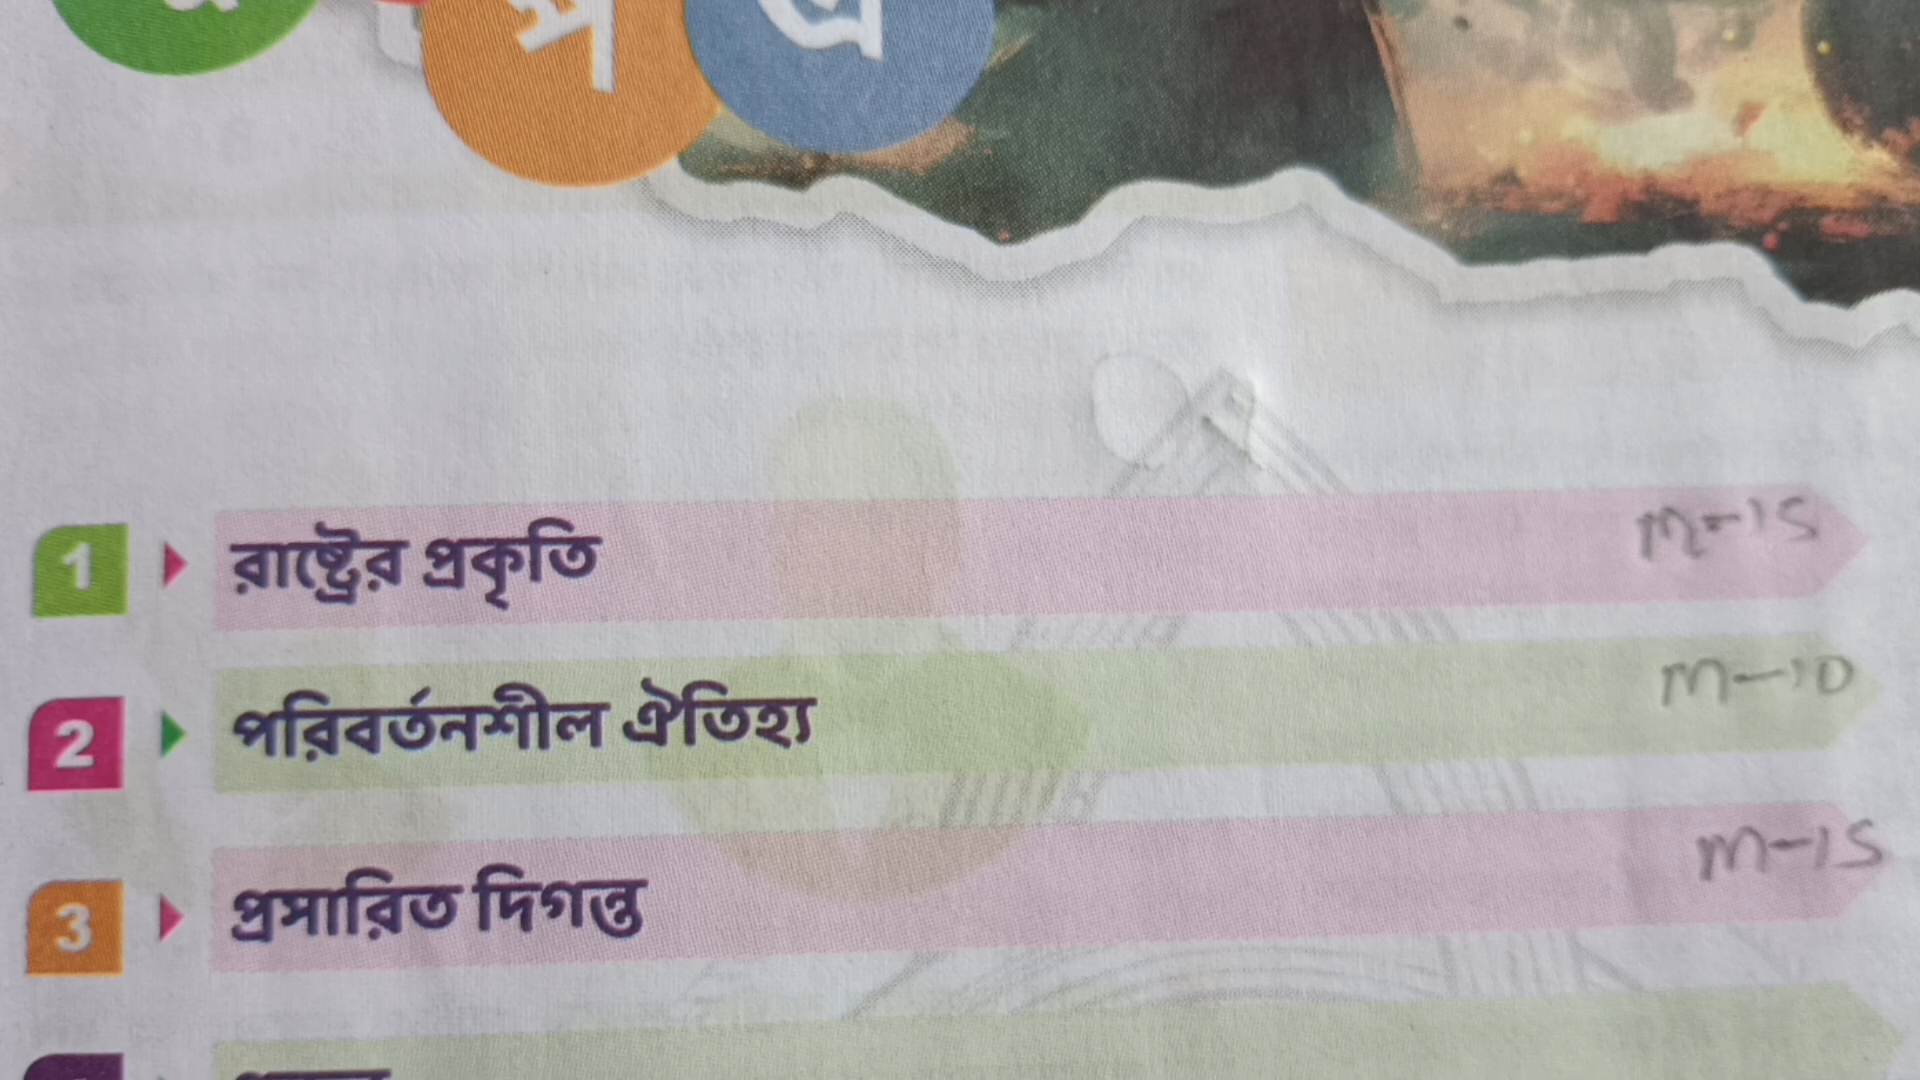 1 রাষ্ট্রের প্রকৃতি M-15
2 পরিবর্তনশীল ঐতিহ্য M-10
3 প্রসারিত দিগন্ত M-15